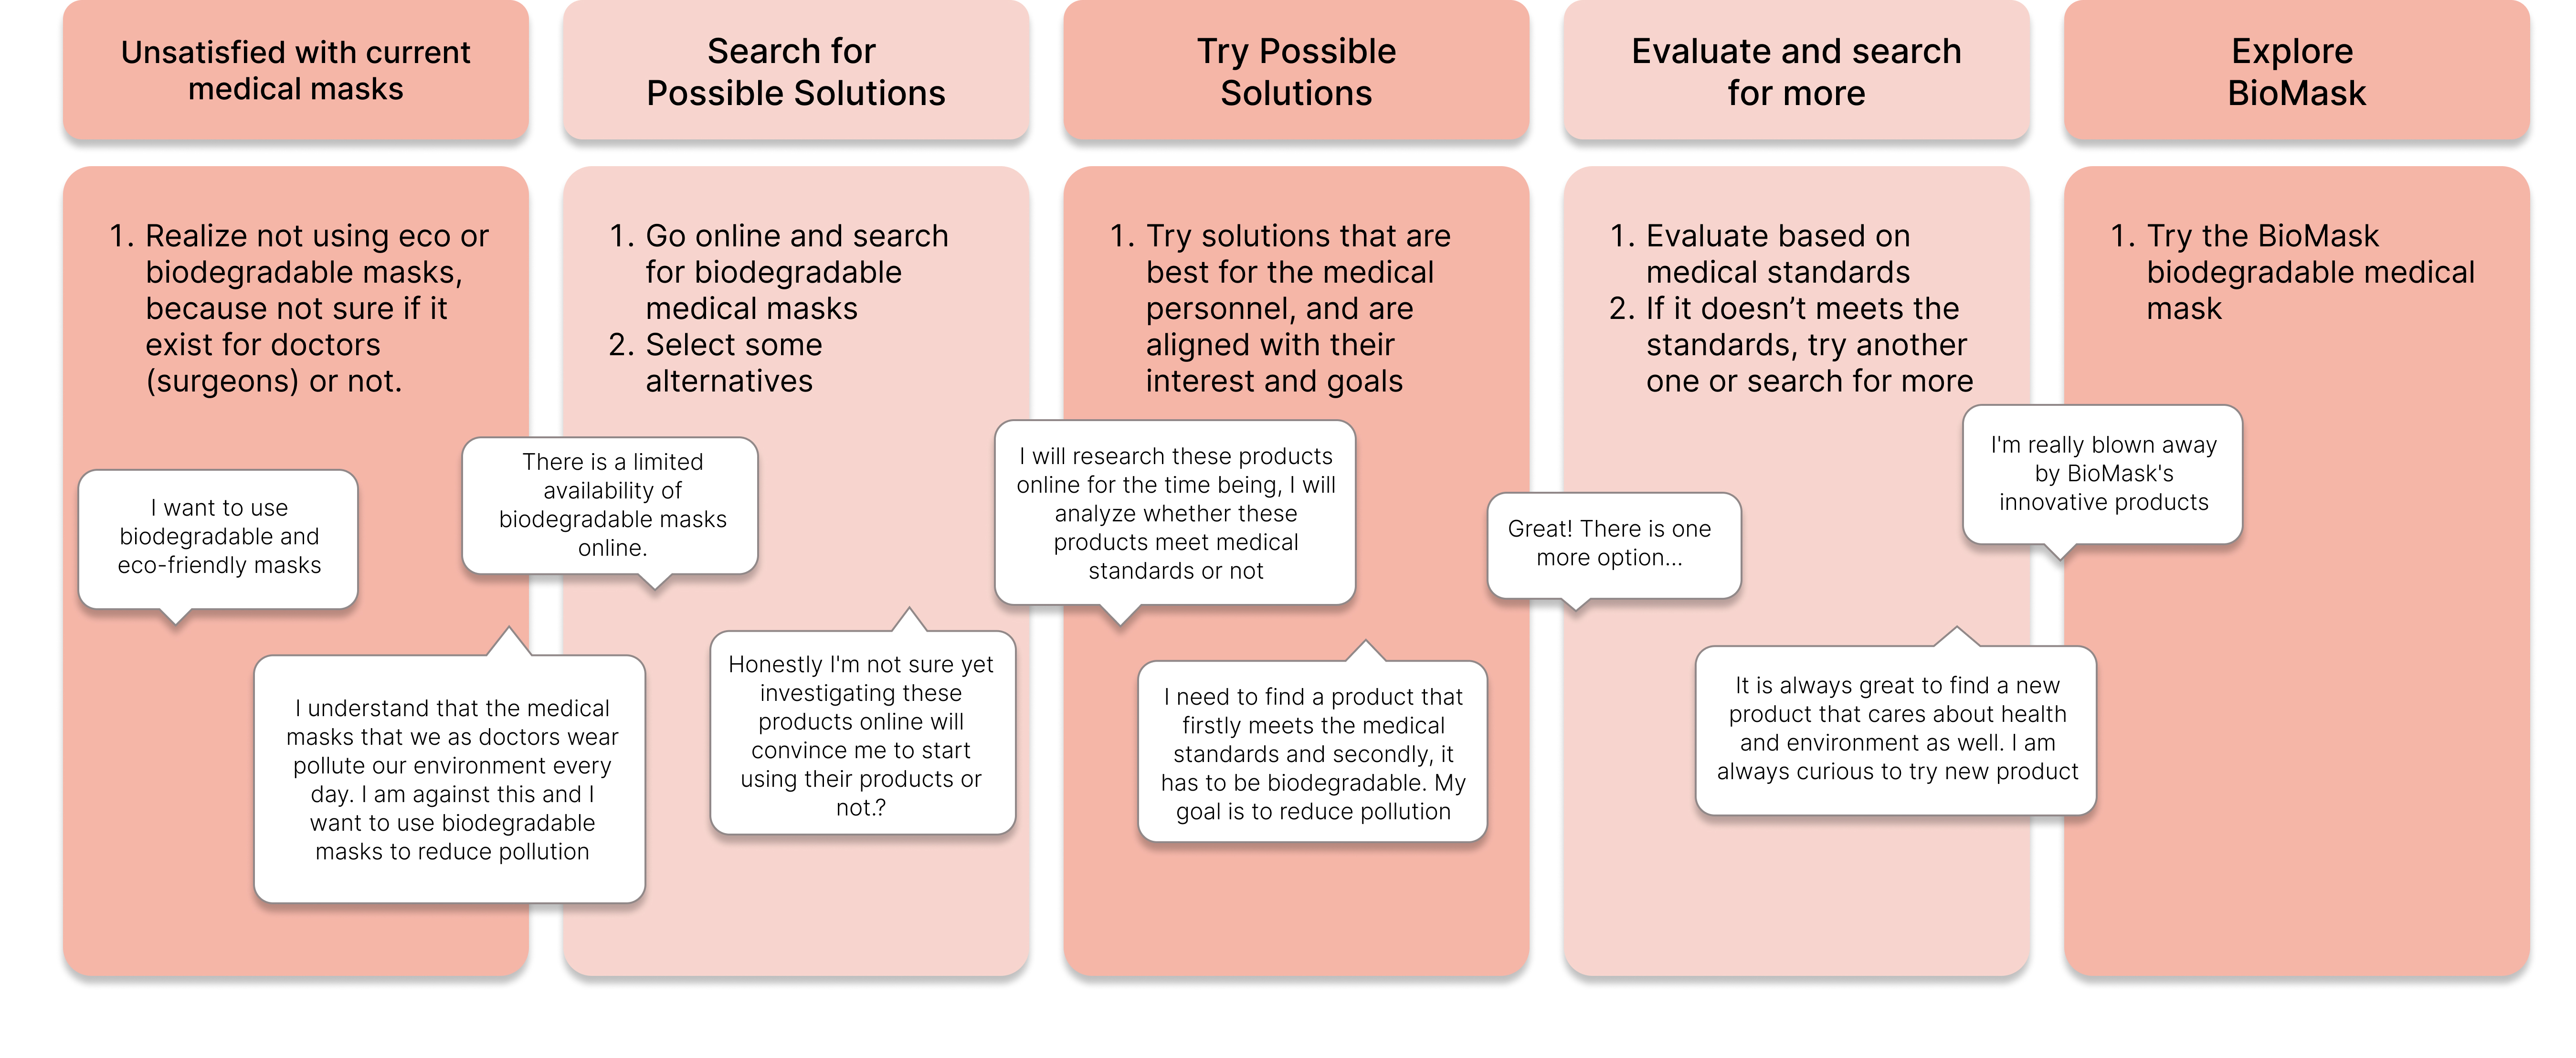 Unsatisfied with current
medical masks
Search for
Possible Solutions
Try Possible
Solutions
Evaluate and search
for more
Explore
BioMask
1. Realize not using eco or
biodegradable masks,
because not sure if it
exist for doctors
(surgeons) or not.
1. Go online and search
for biodegradable
medical masks
2. Select some
alternatives
1. Try solutions that are
best for the medical
personnel, and are
aligned with their
interest and goals
1. Evaluate based on
medical standards
2. If it doesn’t meets the
standards, try another
one or search for more
1. Try the BioMask
biodegradable medical
mask
I want to use
biodegradable and
eco-friendly masks
I understand that the medical
masks that we as doctors wear
pollute our environment every
day. I am against this and I
want to use biodegradable
masks to reduce pollution
There is a limited
availability of
biodegradable masks
online.
Honestly I'm not sure yet
investigating these
products online will
convince me to start
using their products or
not.?
I will research these products
online for the time being, I will
analyze whether these
products meet medical
standards or not
I need to find a product that
firstly meets the medical
standards and secondly, it
has to be biodegradable. My
goal is to reduce pollution
Great! There is one
more option...
It is always great to find a new
product that cares about health
and environment as well. I am
always curious to try new product
I'm really blown away
by BioMask's
innovative products